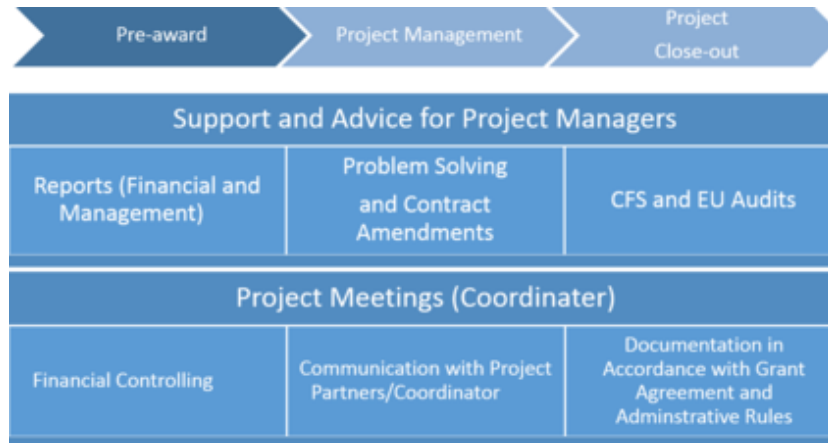 Pre-award
Project Management
Project
Close-out
Support and Advice for Project Managers
Reports (Financial and
Management)
Problem Solving
and Contract
Amendments
CFS and EU Audits
Project Meetings (Coordinater)
Financial Controlling
Communication with Project
Partners/Coordinator
Documentation in
Accordance with Grant
Agreement and
Adminstrative Rules